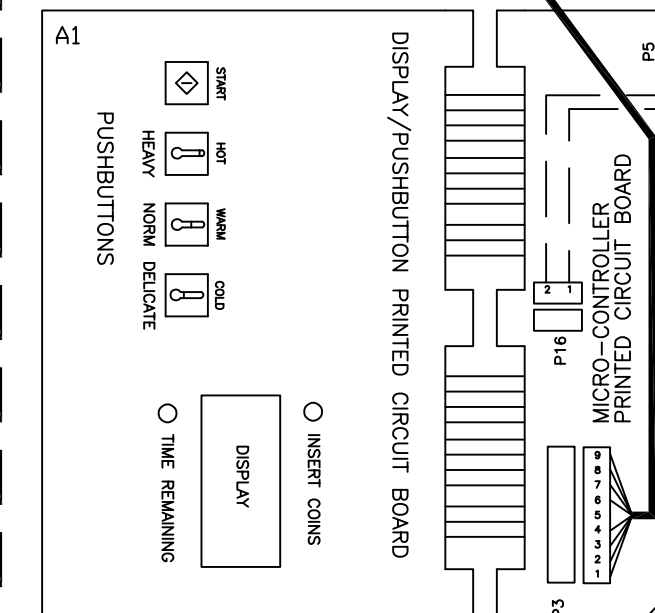 A1
START
HOT
HEAVY
WARM
NORM
COLD
DELICATE
PUSHBUTTONS
DISPLAY/PUSHBUTTON PRINTED CIRCUIT BOARD
INSERT COINS
DISPLAY
TIME REMAINING
P5
2 1
P16
MICRO-CONTROLLER
PRINTED CIRCUIT BOARD
9
8
7
6
5
4
3
2
1
P3